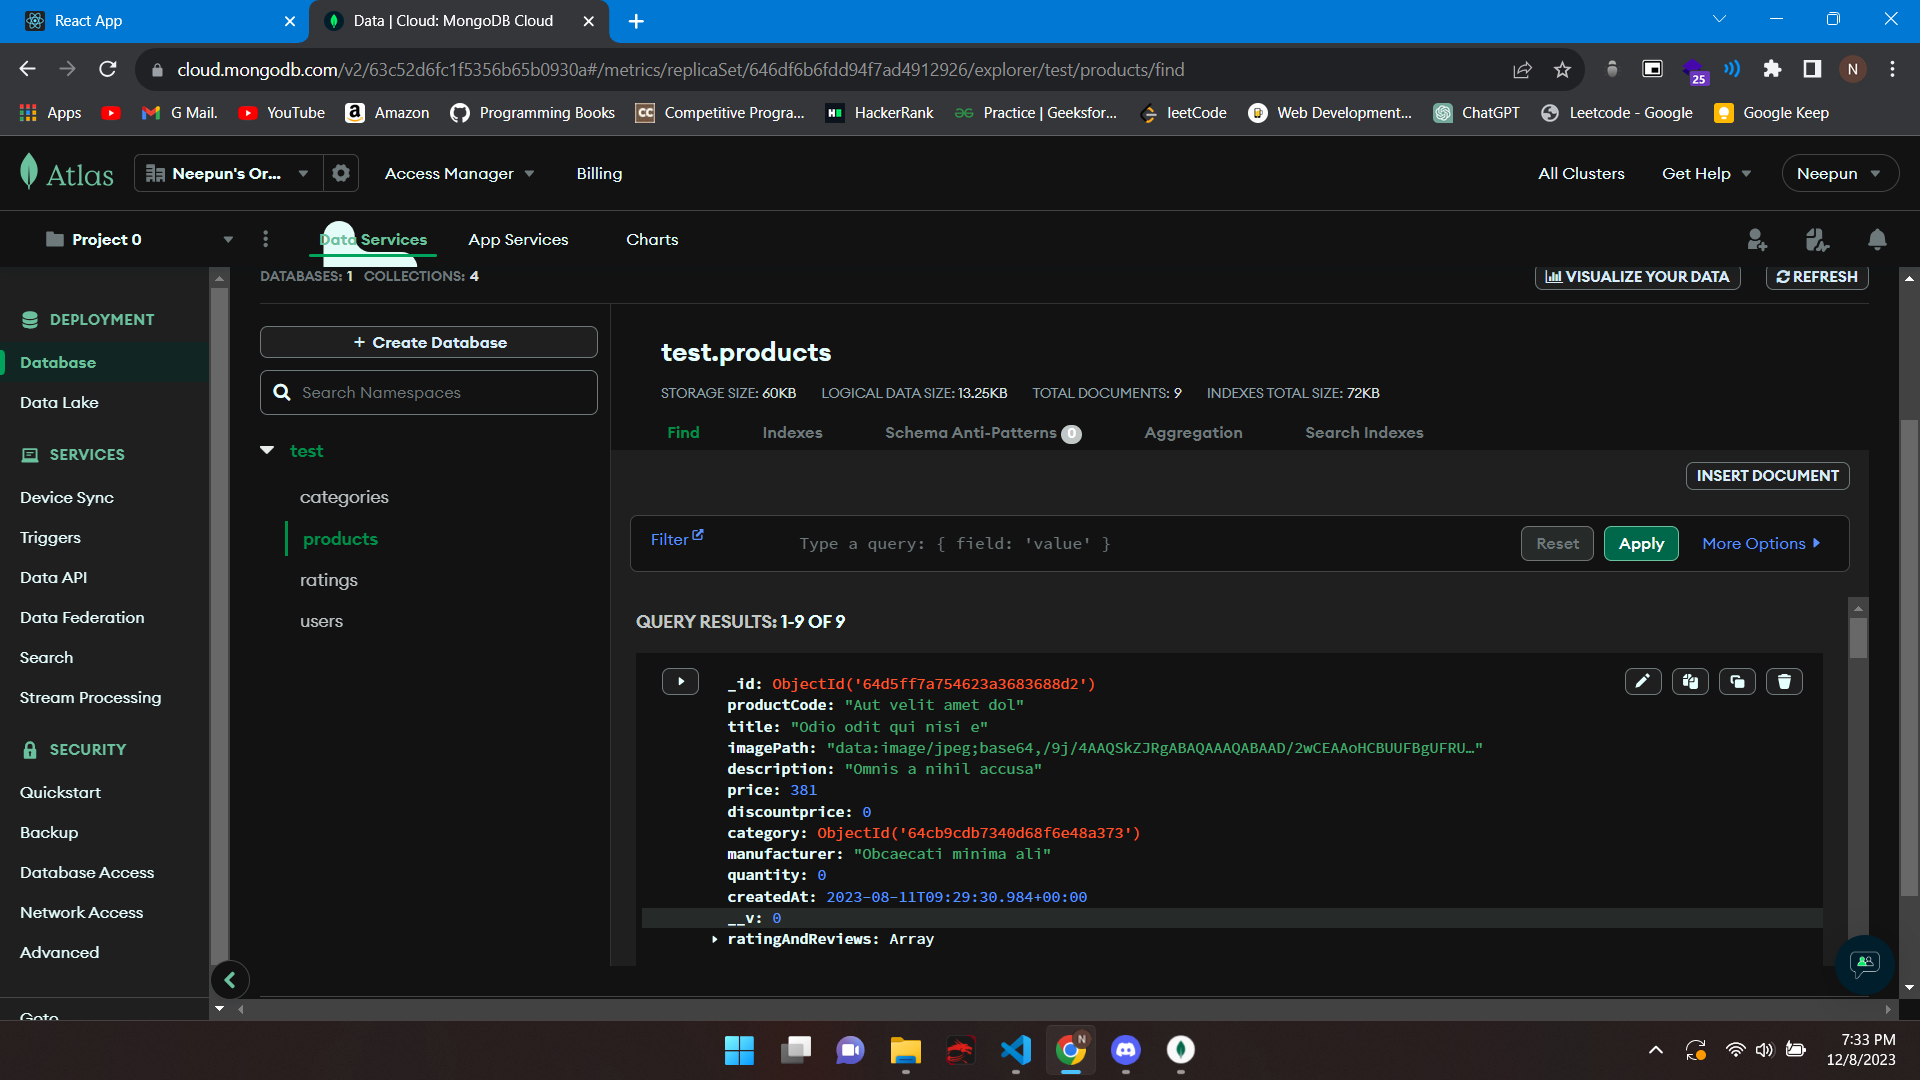 React App
Data | Cloud: MongoDB Cloud
cloud.mongodb.com/v2/63c52d6fc1f5356b65b0930a#/metrics/replicaSet/646df6b6fdd94f7ad4912926/explorer/test/products/find
25
N
Apps
G Mail.
YouTube
Amazon
Programming Books
Competitive Progra...
HackerRank
Practice | Geeksfor...
leetCode
Web Development...
ChatGPT
Leetcode - Google
Google Keep
Atlas
Neepun's Or...
Access Manager
Billing
All Clusters
Get Help
Neepun
Project 0
Data Services
App Services
Charts
DATABASES: 1 COLLECTIONS: 4
VISUALIZE YOUR DATA
REFRESH
DEPLOYMENT
Database
Data Lake
SERVICES
Device Sync
Triggers
Data API
Data Federation
Search
Stream Processing
SECURITY
Quickstart
Backup
Database Access
Network Access
Advanced
Goto
+ Create Database
Search Namespaces
test
categories
products
ratings
users
test.products
STORAGE SIZE: 60KB LOGICAL DATA SIZE: 13.25KB TOTAL DOCUMENTS: 9 INDEXES TOTAL SIZE: 72KB
Find
Indexes
Schema Anti-Patterns 0
Aggregation
Search Indexes
INSERT DOCUMENT
Filter
Type a query: { field: 'value' }
Reset
Apply
More Options
QUERY RESULTS: 1-9 OF 9
_id: ObjectId('64d5ff7a754623a3683688d2')
productCode: "Aut velit amet dol"
title: "Odio odit qui nisi e"
imagePath: "data:image/jpeg;base64,/9j/4AAQSkZJRgABAQAAAQABAAD/2wCEAAoHCBUUFBgUFRU…"
description: "Omnis a nihil accusa"
price: 381
discountprice: 0
category: ObjectId('64cb9cdb7340d68f6e48a373')
manufacturer: "Obcaecati minima ali"
quantity: 0
createdAt: 2023-08-11T09:29:30.984+00:00
__v: 0
ratingAndReviews: Array
N
7:33 PM
12/8/2023